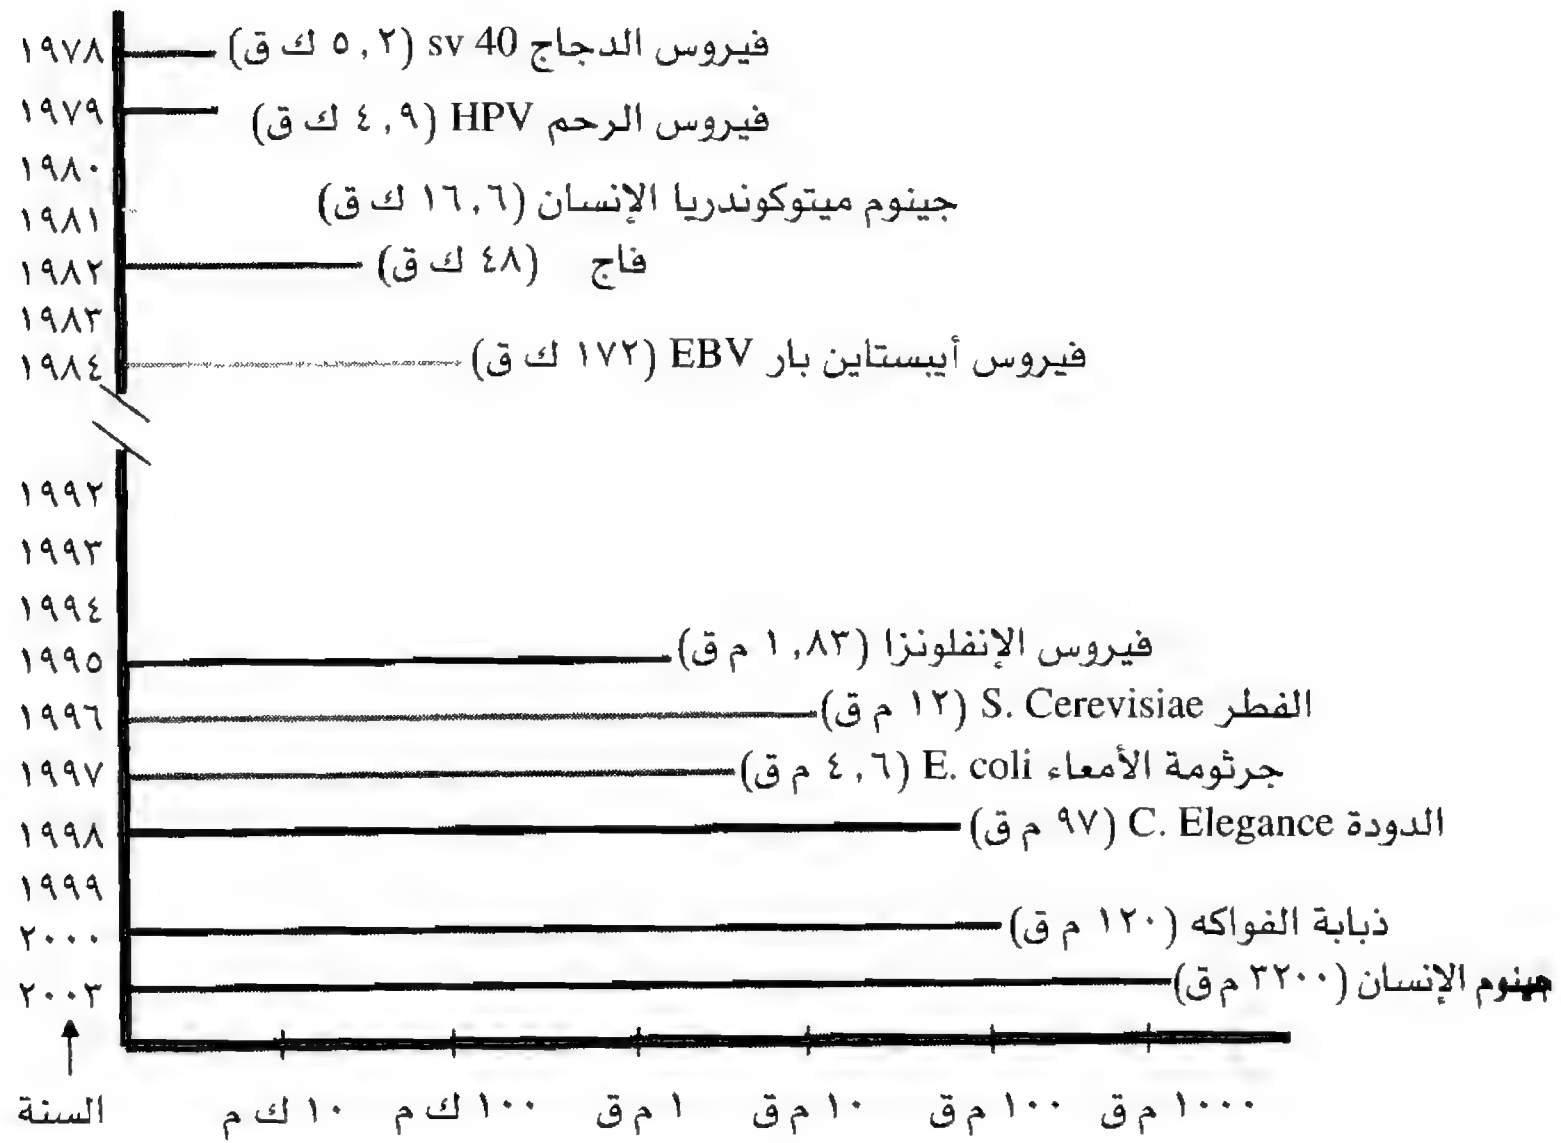 ١٩٧٨ فيروس الدجاج sv 40 (٥,٢ ك ق)
١٩٧٩ فيروس الرحم HPV (٤,٩ ك ق)
١٩٨٠
١٩٨١ جينوم ميتوكوندريا الإنسان (١٦,٦ ك ق)
١٩٨٢ فاج (٤٨ ك ق)
١٩٨٣
١٩٨٤ فيروس أيبستاين بار EBV (١٧٢ ك ق)
١٩٩٢
١٩٩٣
١٩٩٤
١٩٩٥ فيروس الإنفلونزا (١,٨٣ م ق)
١٩٩٦ الفطر S. Cerevisiae (١٢ م ق)
١٩٩٧ جرثومة الأمعاء E. coli (٤,٦ م ق)
١٩٩٨ الدودة C. Elegance (٩٧ م ق)
١٩٩٩
٢٠٠٠ ذبابة الفواكه (١٢٠ م ق)
٢٠٠٣ جينوم الإنسان (٣٢٠٠ م ق)
السنة ١٠ ك م ١٠٠ ك م ١ م ق ١٠ م ق ١٠٠ م ق ١٠٠٠ م ق